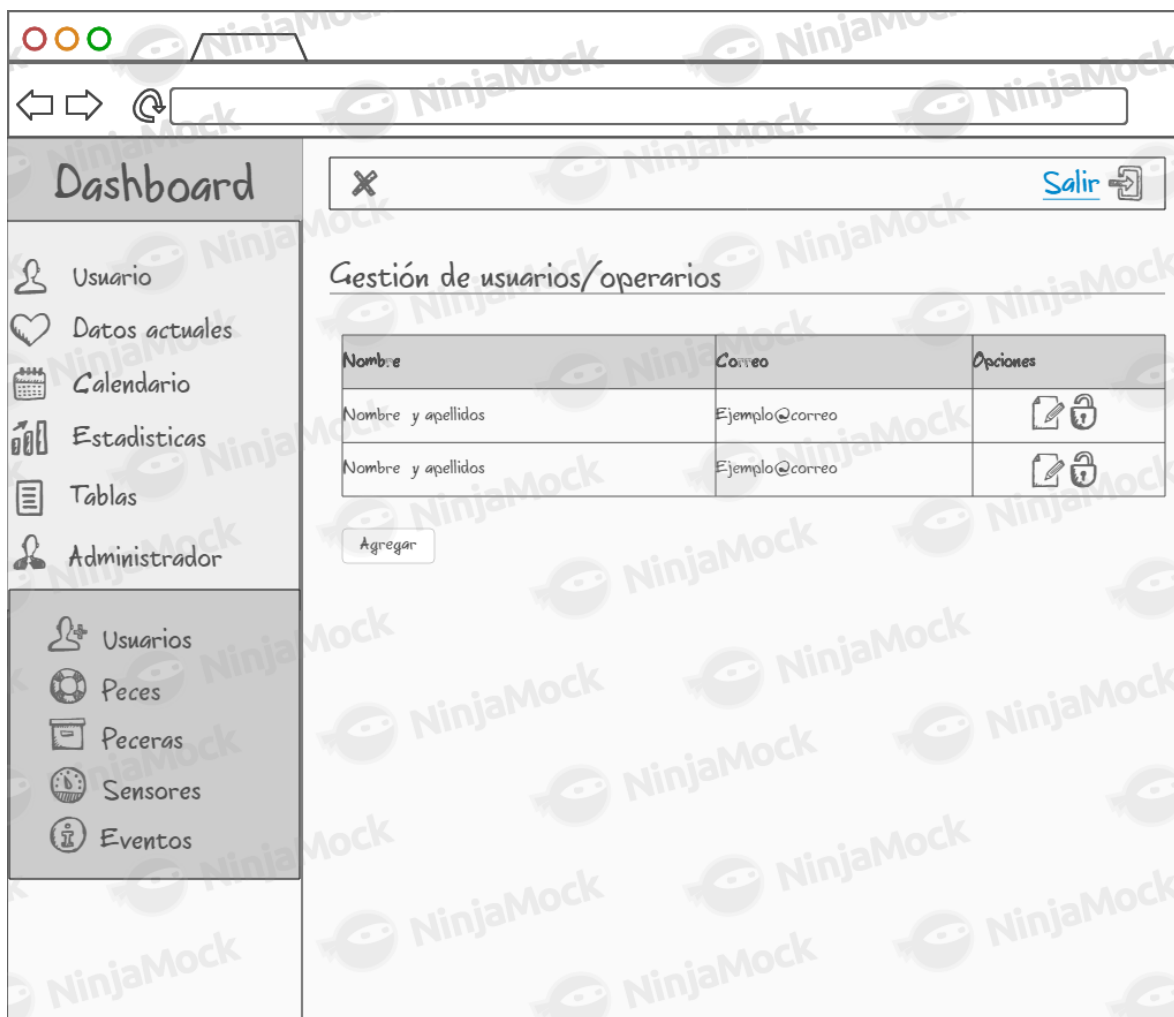 Dashboard
Salir
Usuario
Datos actuales
Calendario
Estadisticas
Tablas
Administrador
Usuarios
Peces
Peceras
Sensores
Eventos
Gestión de usuarios/operarios
Nombre Correo Opciones
Nombre y apellidos Ejemplo@correo
Nombre y apellidos Ejemplo@correo
Agregar
NinjaMock